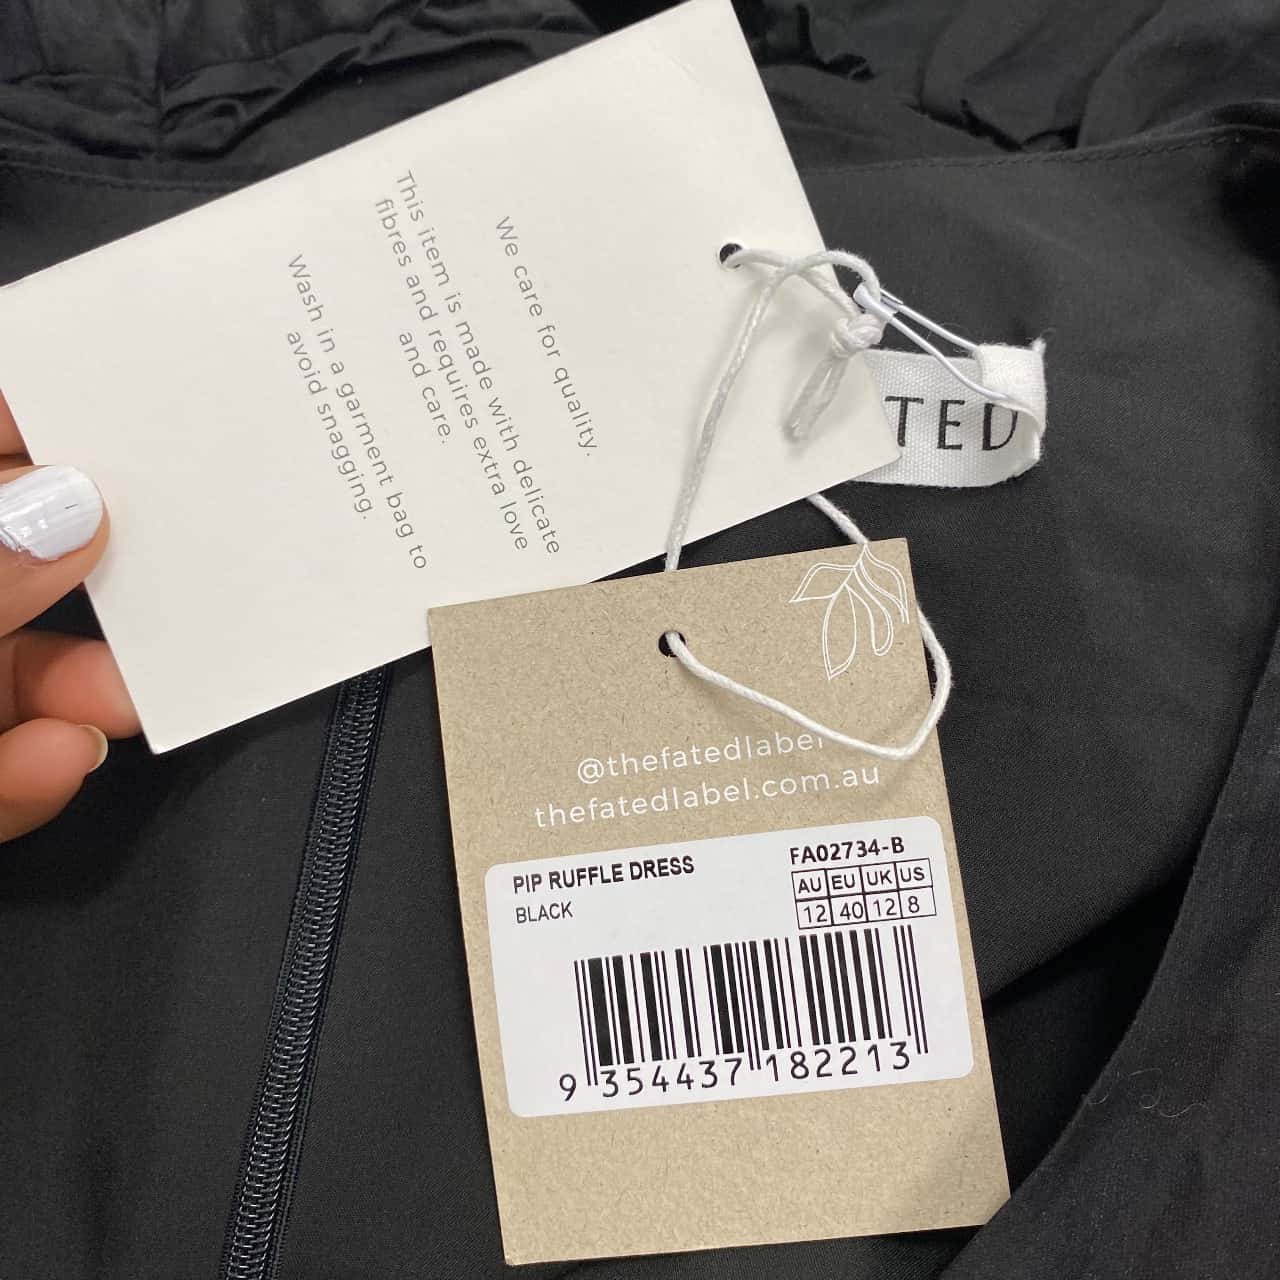 We care for quality.
This item is made with delicate
fibres and requires extra love
and care.
Wash in a garment bag to
avoid snagging.
TED
@thefatedlabel
thefatedlabel.com.au
PIP RUFFLE DRESS
BLACK
FA02734-B
AU EU UK US
12 40 12 8
9 354437 182213